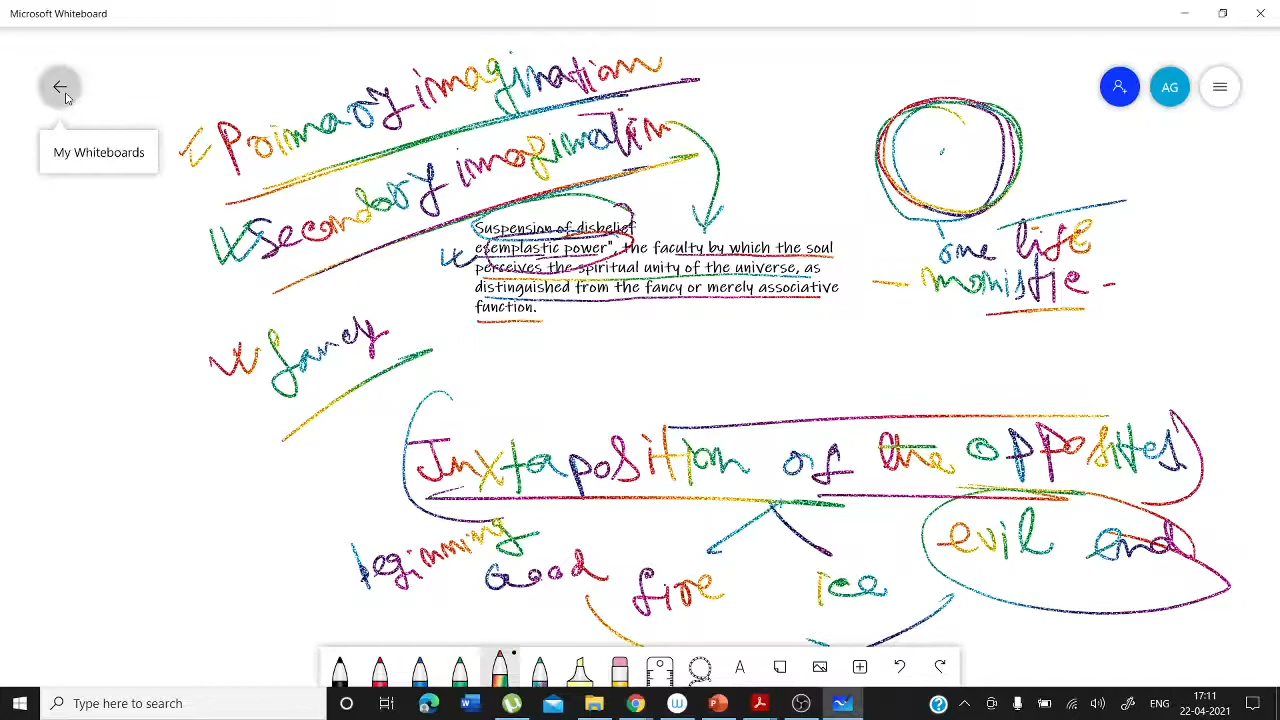 Microsoft Whiteboard
My Whiteboards
AG
Primary imagination
Secondary imagination
Suspension of disbelief
esemplastic power", the faculty by which the soul
perceives the spiritual unity of the universe, as
distinguished from the fancy or merely associative
function.
one life
monistic
fancy
Juxtaposition of the opposites
beginning Good fire ice evil end
A
Type here to search
ENG
17:11
22-04-2021